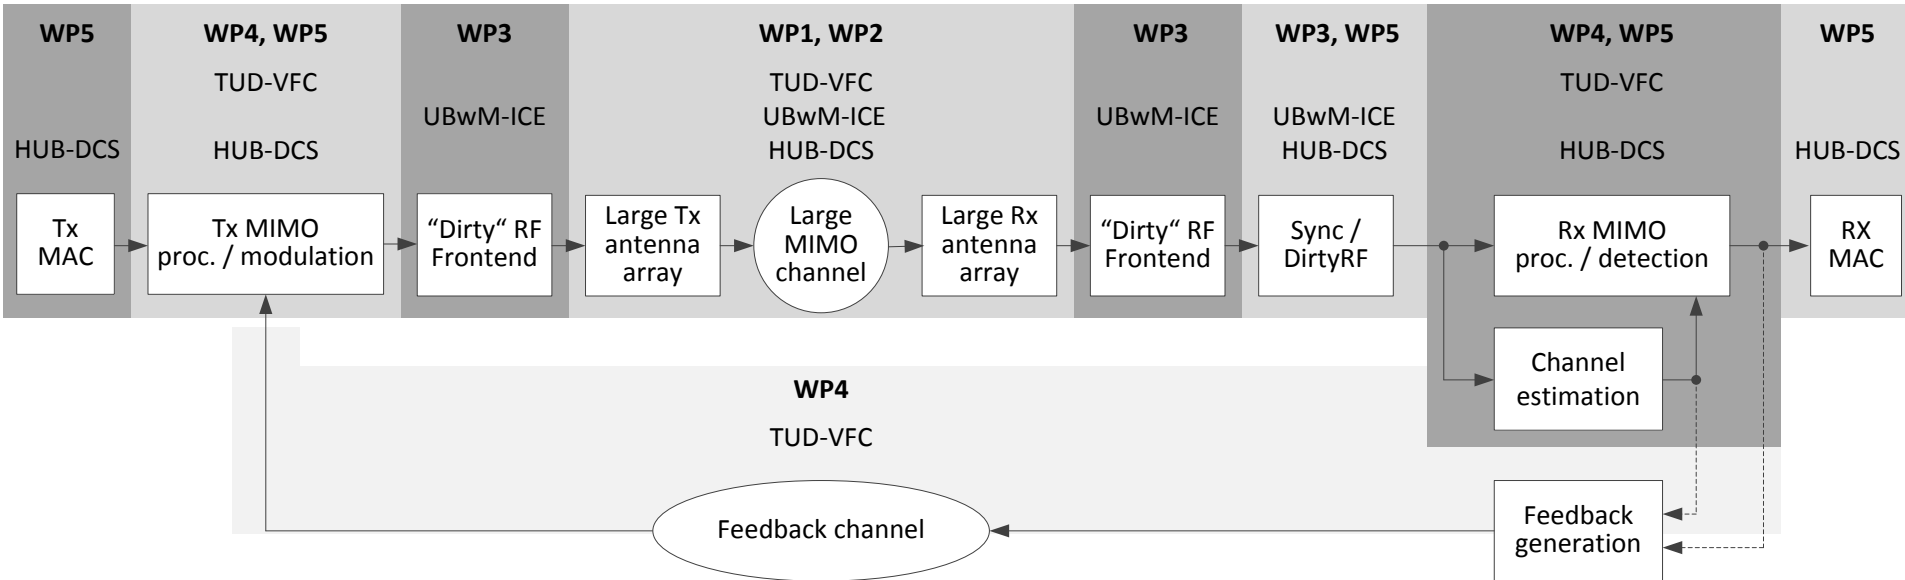 WP5
WP4, WP5
WP3
WP1, WP2
WP3
WP3, WP5
WP4, WP5
WP5
TUD-VFC
TUD-VFC
TUD-VFC
UBwM-ICE
UBwM-ICE
UBwM-ICE
UBwM-ICE
HUB-DCS
HUB-DCS
HUB-DCS
HUB-DCS
HUB-DCS
HUB-DCS
Tx
MAC
Tx MIMO
proc. / modulation
“Dirty“ RF
Frontend
Large Tx
antenna
array
Large
MIMO
channel
Large Rx
antenna
array
“Dirty“ RF
Frontend
Sync /
DirtyRF
Rx MIMO
proc. / detection
RX
MAC
Channel
estimation
WP4
TUD-VFC
Feedback channel
Feedback
generation